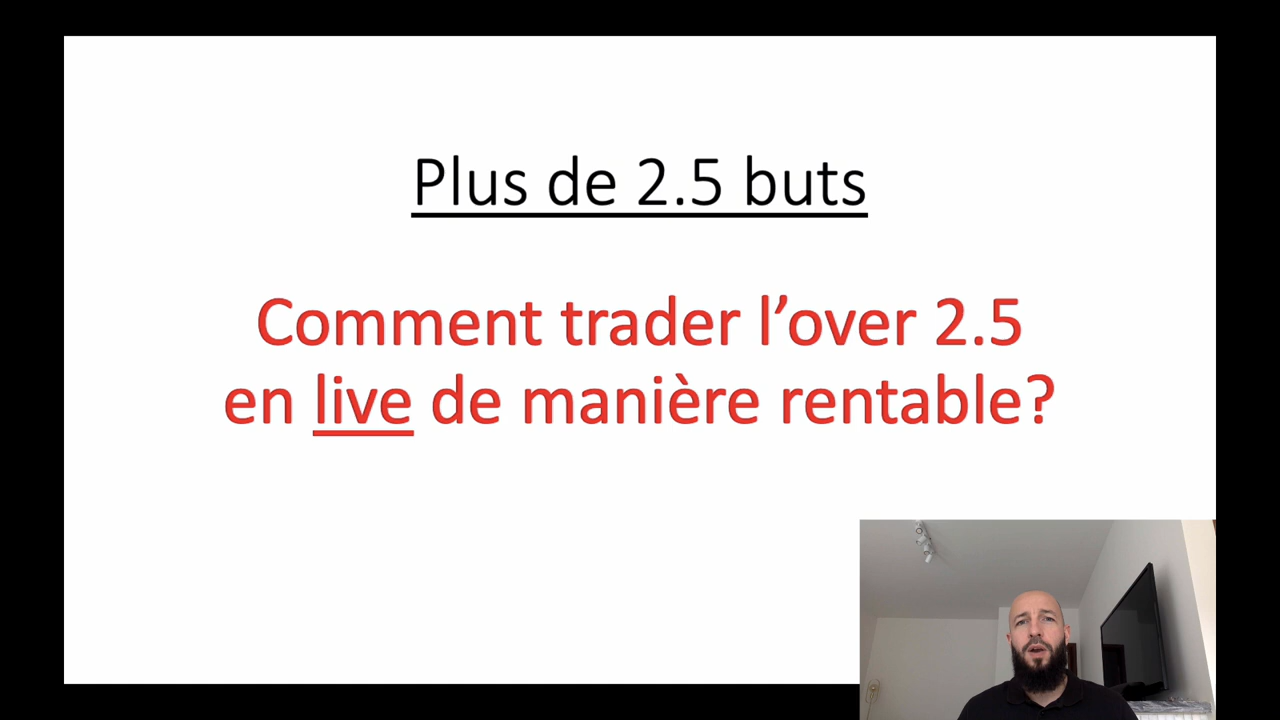 Plus de 2.5 buts
Comment trader l’over 2.5
en live de manière rentable?